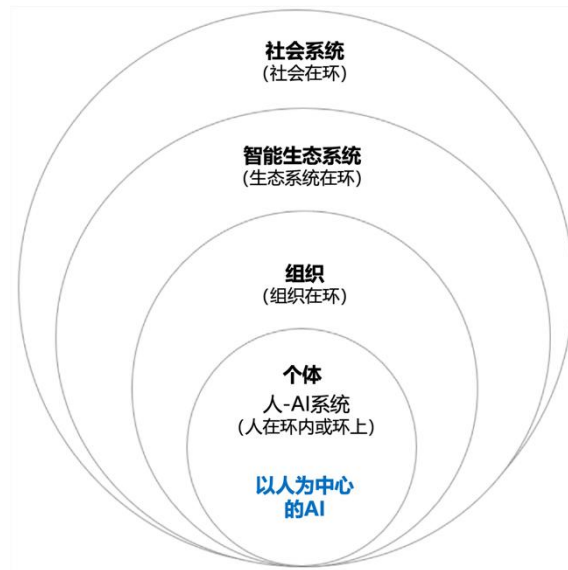 社会系统
(社会在环)
智能生态系统
(生态系统在环)
组织
(组织在环)
个体
人-AI系统
(人在环内或环上)
以人为中心
的AI